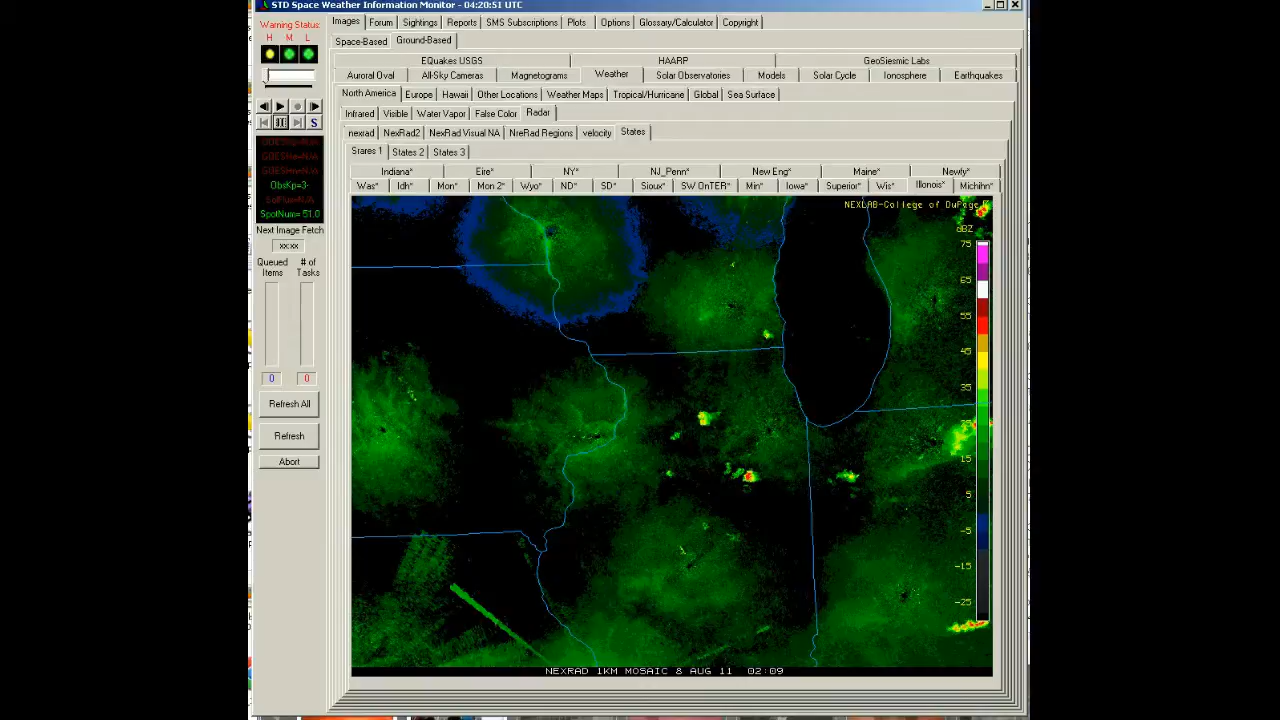 STD Space Weather Information Monitor - 04:20:51 UTC
Warning Status:
H M L
Images Forum Sightings Reports SMS Subscriptions Plots Options Glossary/Calculator Copyright
Space-Based Ground-Based
EQuakes USGS HAARP GeoSiesmic Labs
Auroral Oval All-Sky Cameras Magnetograms Weather Solar Observatories Models Solar Cycle Ionosphere Earthquakes
North America Europe Hawaii Other Locations Weather Maps Tropical/Hurricane Global Sea Surface
Infrared Visible Water Vapor False Color Radar
nexrad NexRad2 NexRad Visual NA NreRad Regions velocity States
Srares 1 States 2 States 3
Indiana* Eire* NY* NJ_Penn* New Eng* Maine* Newly*
Was* Idh* Mon* Mon 2* Wyo* ND* SD* Sioux* SW OnTER* Min* Iowa* Superior* Wis* Illonois* Michihn*
S
ObsKp=3-
SpotNum= 51.0
Next Image Fetch
xx:xx
Queued Items
# of Tasks
0 0
Refresh All
Refresh
Abort
NEXLAB-College of DuPage
dBZ
75
65
55
45
35
15
5
-5
-15
-25
NEXRAD 1KM MOSAIC 8 AUG 11 02:09